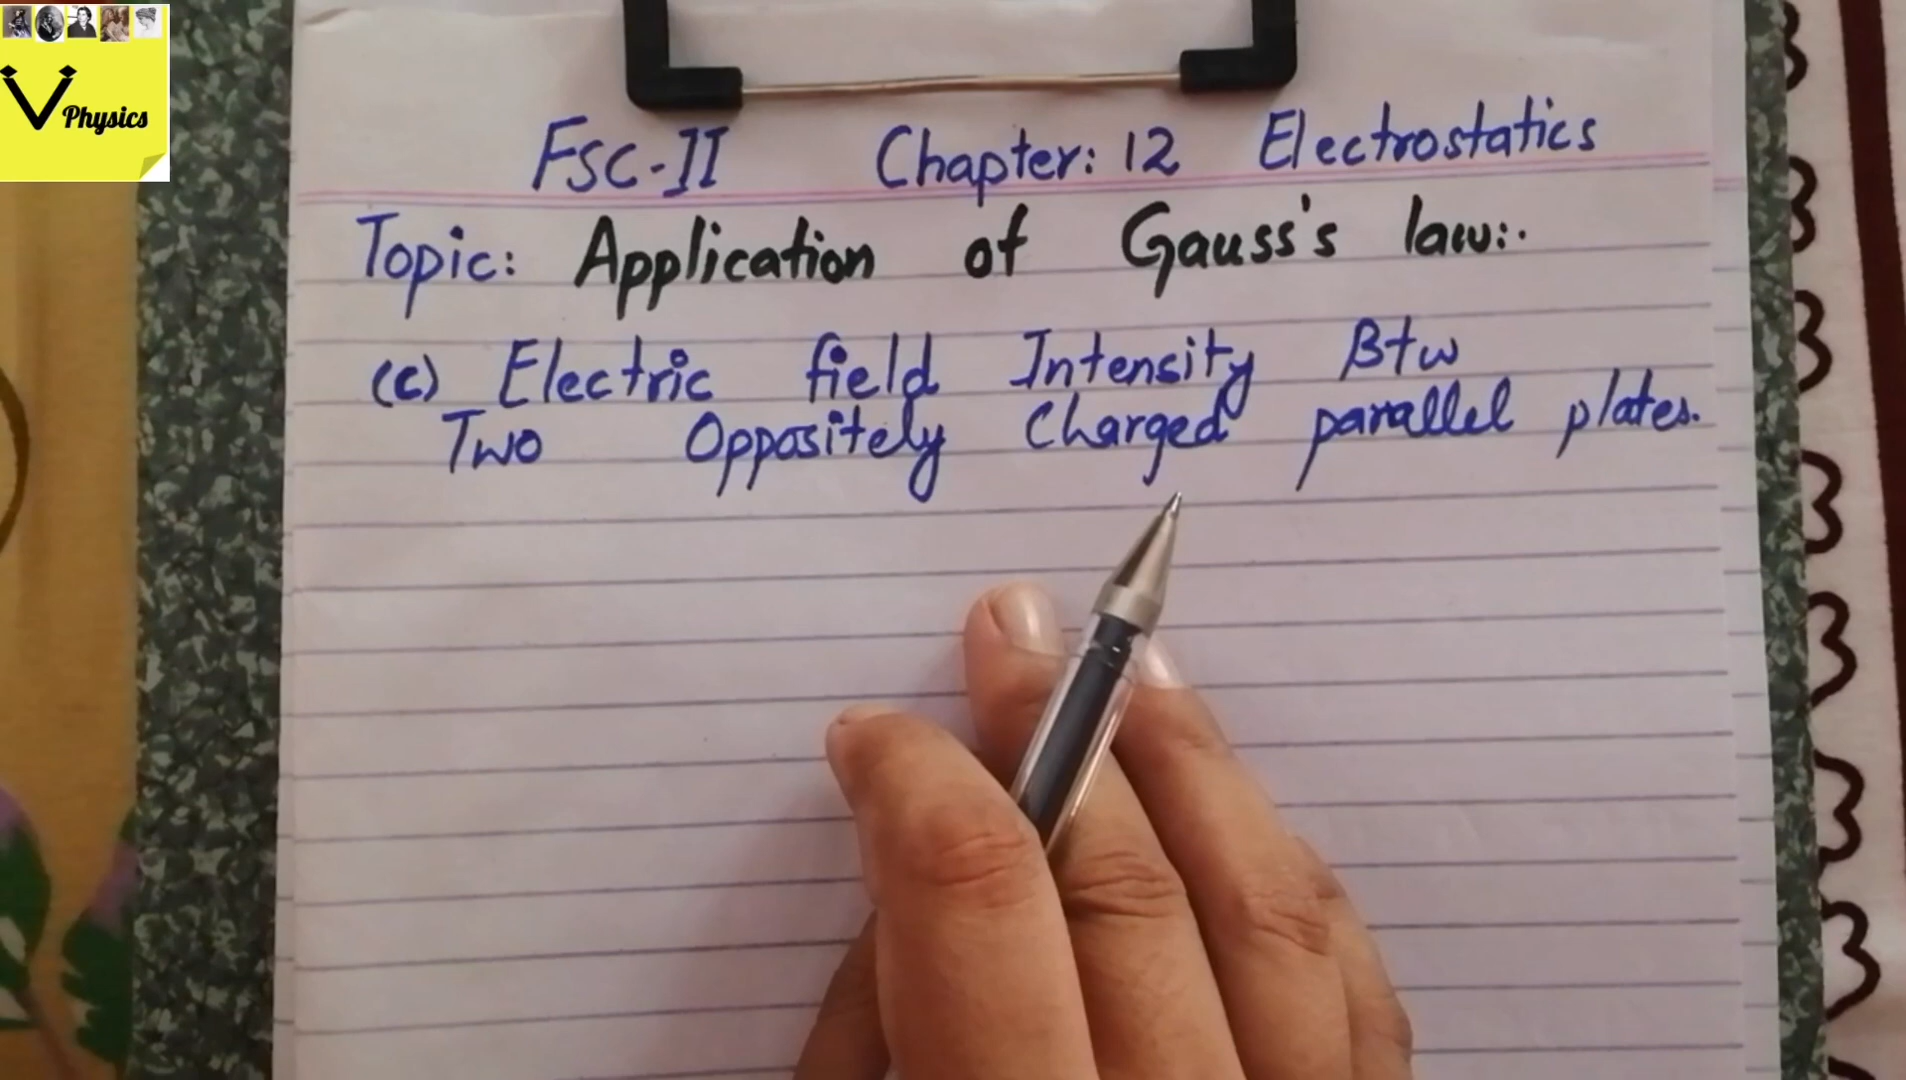 V Physics
FSC-II Chapter: 12 Electrostatics
Topic: Application of Gauss's law:.
(c) Electric field Intensity Btw
Two Oppositely Charged parallel plates.